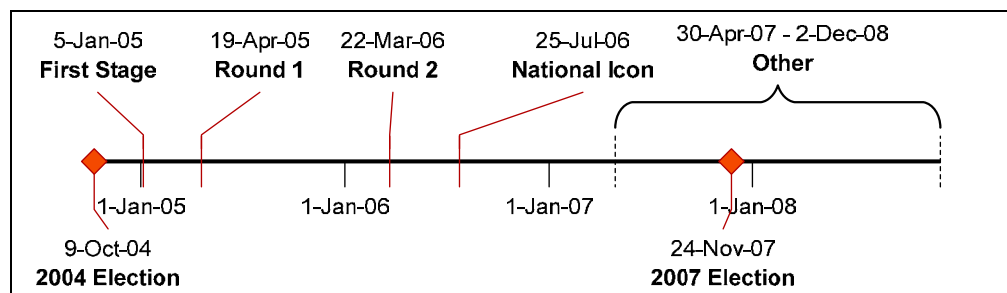 5-Jan-05
First Stage
19-Apr-05
Round 1
22-Mar-06
Round 2
25-Jul-06
National Icon
30-Apr-07 - 2-Dec-08
Other
1-Jan-05
1-Jan-06
1-Jan-07
1-Jan-08
9-Oct-04
2004 Election
24-Nov-07
2007 Election